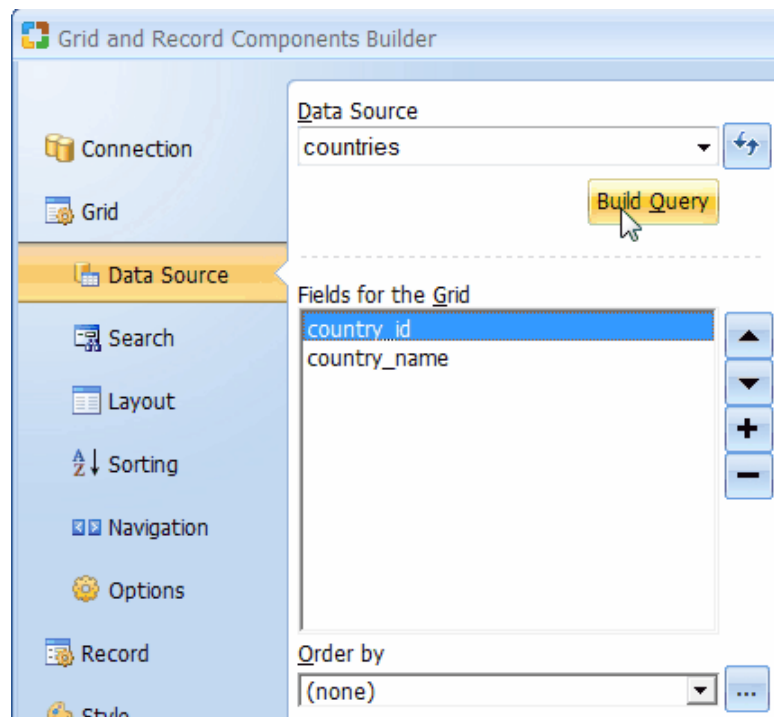 Grid and Record Components Builder
Connection
Grid
Data Source
Search
Layout
Sorting
Navigation
Options
Record
Style
Data Source
countries
Build Query
Fields for the Grid
country_id
country_name
Order by
(none)
...